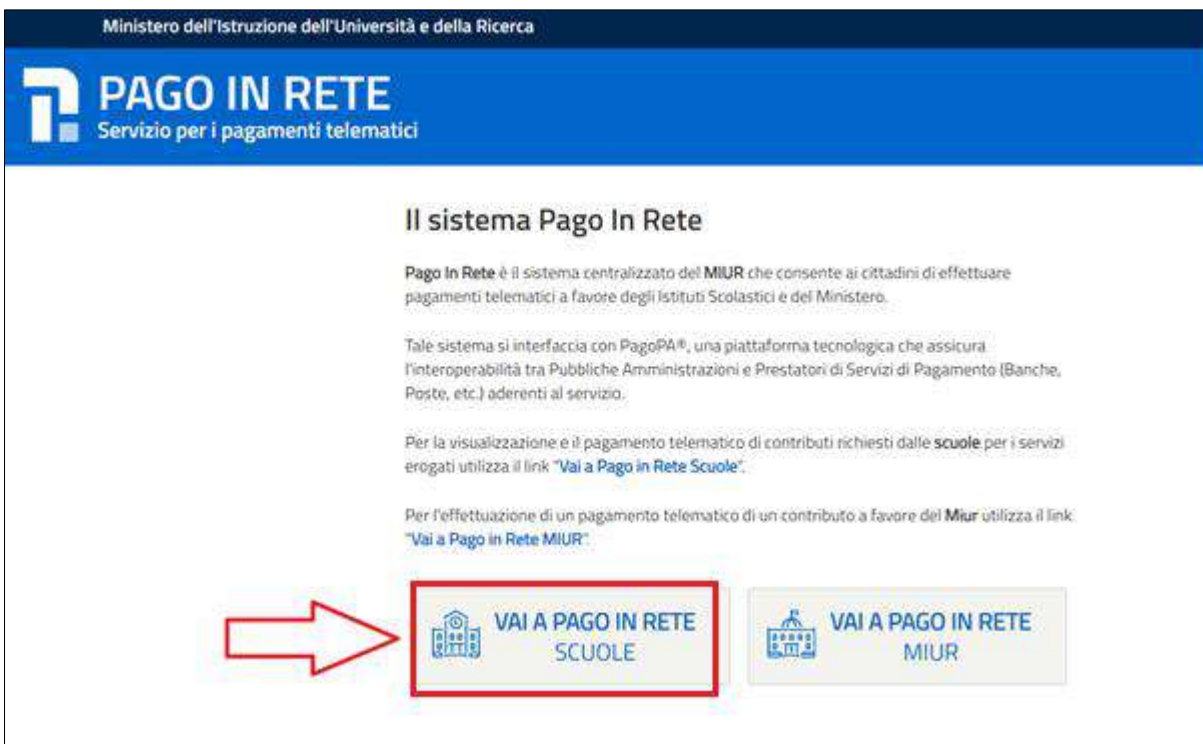 Ministero dell'Istruzione dell'Università e della Ricerca
PAGO IN RETE
Servizio per i pagamenti telematici
Il sistema Pago In Rete
Pago In Rete è il sistema centralizzato del MIUR che consente ai cittadini di effettuare
pagamenti telematici a favore degli Istituti Scolastici e del Ministero.
Tale sistema si interfaccia con PagoPA®, una piattaforma tecnologica che assicura
l'interoperabilità tra Pubbliche Amministrazioni e Prestatori di Servizi di Pagamento (Banche,
Poste, etc.) aderenti al servizio.
Per la visualizzazione e il pagamento telematico di contributi richiesti dalle scuole per i servizi
erogati utilizza il link "Vai a Pago in Rete Scuole".
Per l'effettuazione di un pagamento telematico di un contributo a favore del Miur utilizza il link
"Vai a Pago in Rete MIUR".
VAI A PAGO IN RETE
SCUOLE
VAI A PAGO IN RETE
MIUR